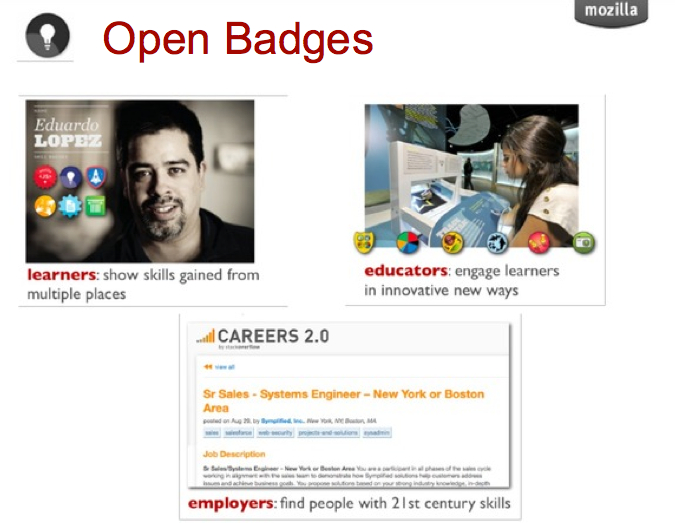 mozilla
Open Badges
Eduardo
LOPEZ
learners: show skills gained from
multiple places
educators: engage learners
in innovative new ways
CAREERS 2.0
by stackoverflow
view all
Sr Sales - Systems Engineer – New York or Boston
Area
posted on Aug 20, by Symplified, Inc.. New York, NY; Boston, MA.
sales salesforce web-security projects-and-solutions sysadmin
Job Description
Sr Sales/Systems Engineer – New York or Boston Area You are a participant in all phases of the sales cycle
working in alignment with the sales team to demonstrate how Symplified solutions help customers address
issues and achieve business goals. You propose solutions based on your strong industry knowledge, in-depth
employers: find people with 21st century skills